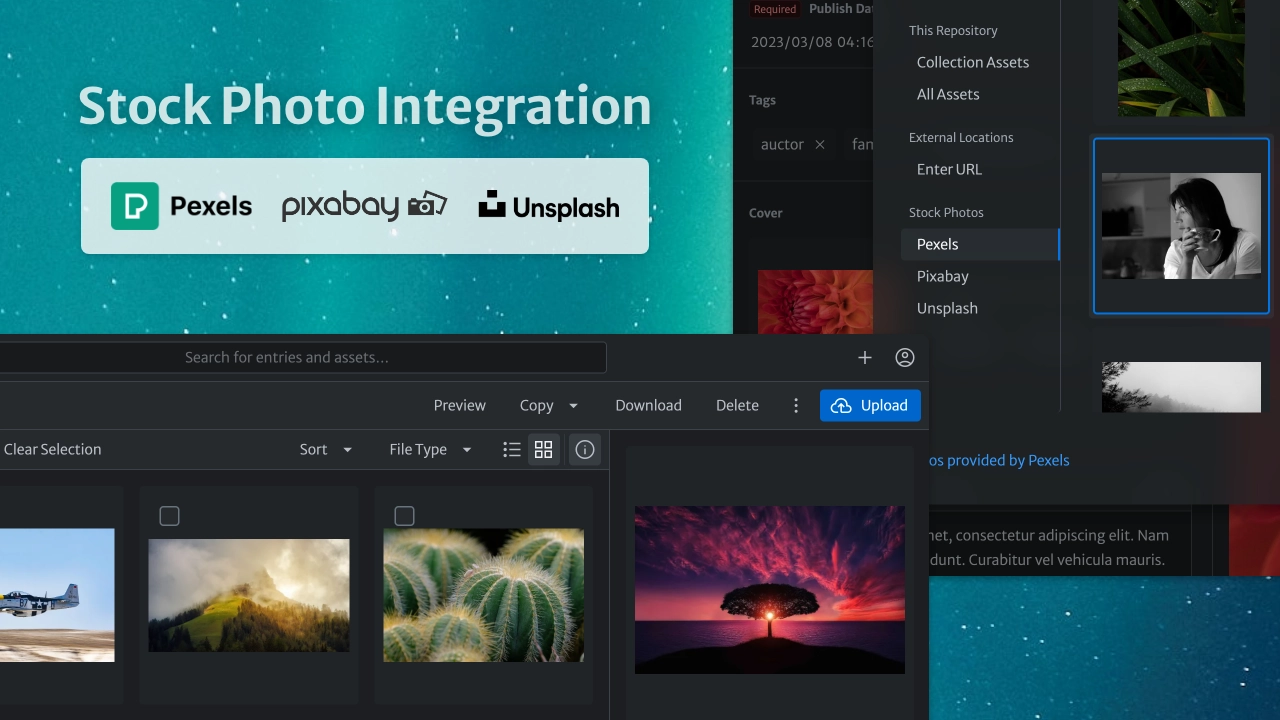 Stock Photo Integration
Pexels
pixabay
Unsplash
Required Publish Da
2023/03/08 04:16
Tags
auctor ×
fan
Cover
This Repository
Collection Assets
All Assets
External Locations
Enter URL
Stock Photos
Pexels
Pixabay
Unsplash
os provided by Pexels
net, consectetur adipiscing elit. Nam
dunt. Curabitur vel vehicula mauris.
Search for entries and assets…
Preview Copy Download Delete Upload
Clear Selection Sort File Type